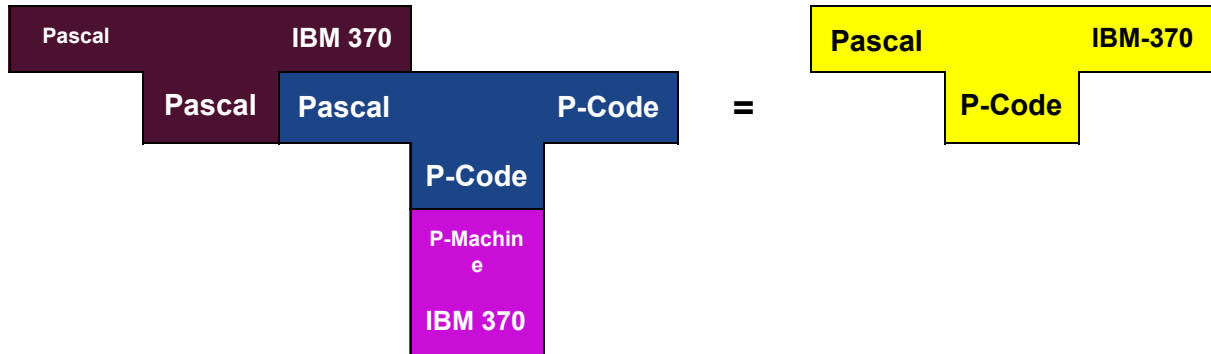 Pascal IBM 370 Pascal IBM-370
Pascal Pascal P-Code = P-Code
P-Code
P-Machin
e
IBM 370